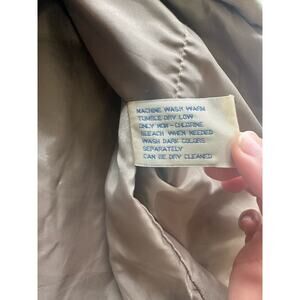 MACHINE WASH WARM
TUMBLE DRY LOW
ONLY NON-CHLORINE
BLEACH WHEN NEEDED
WASH DARK COLORS
SEPARATELY
CAN BE DRY CLEANED